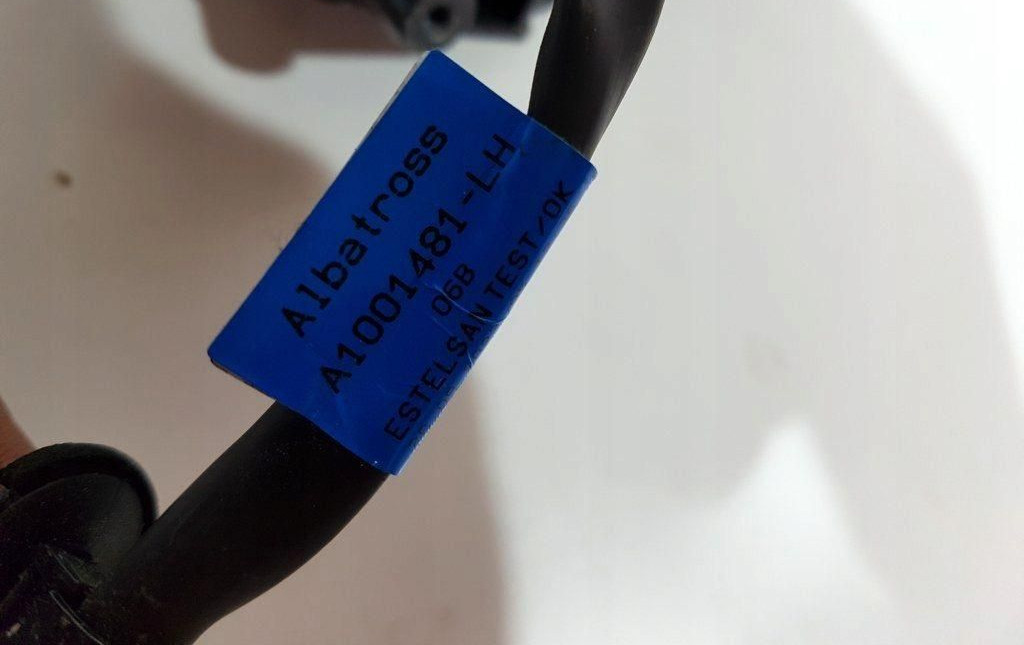 Albatross
A1001481-LH
06B
ESTELSAN TEST/OK